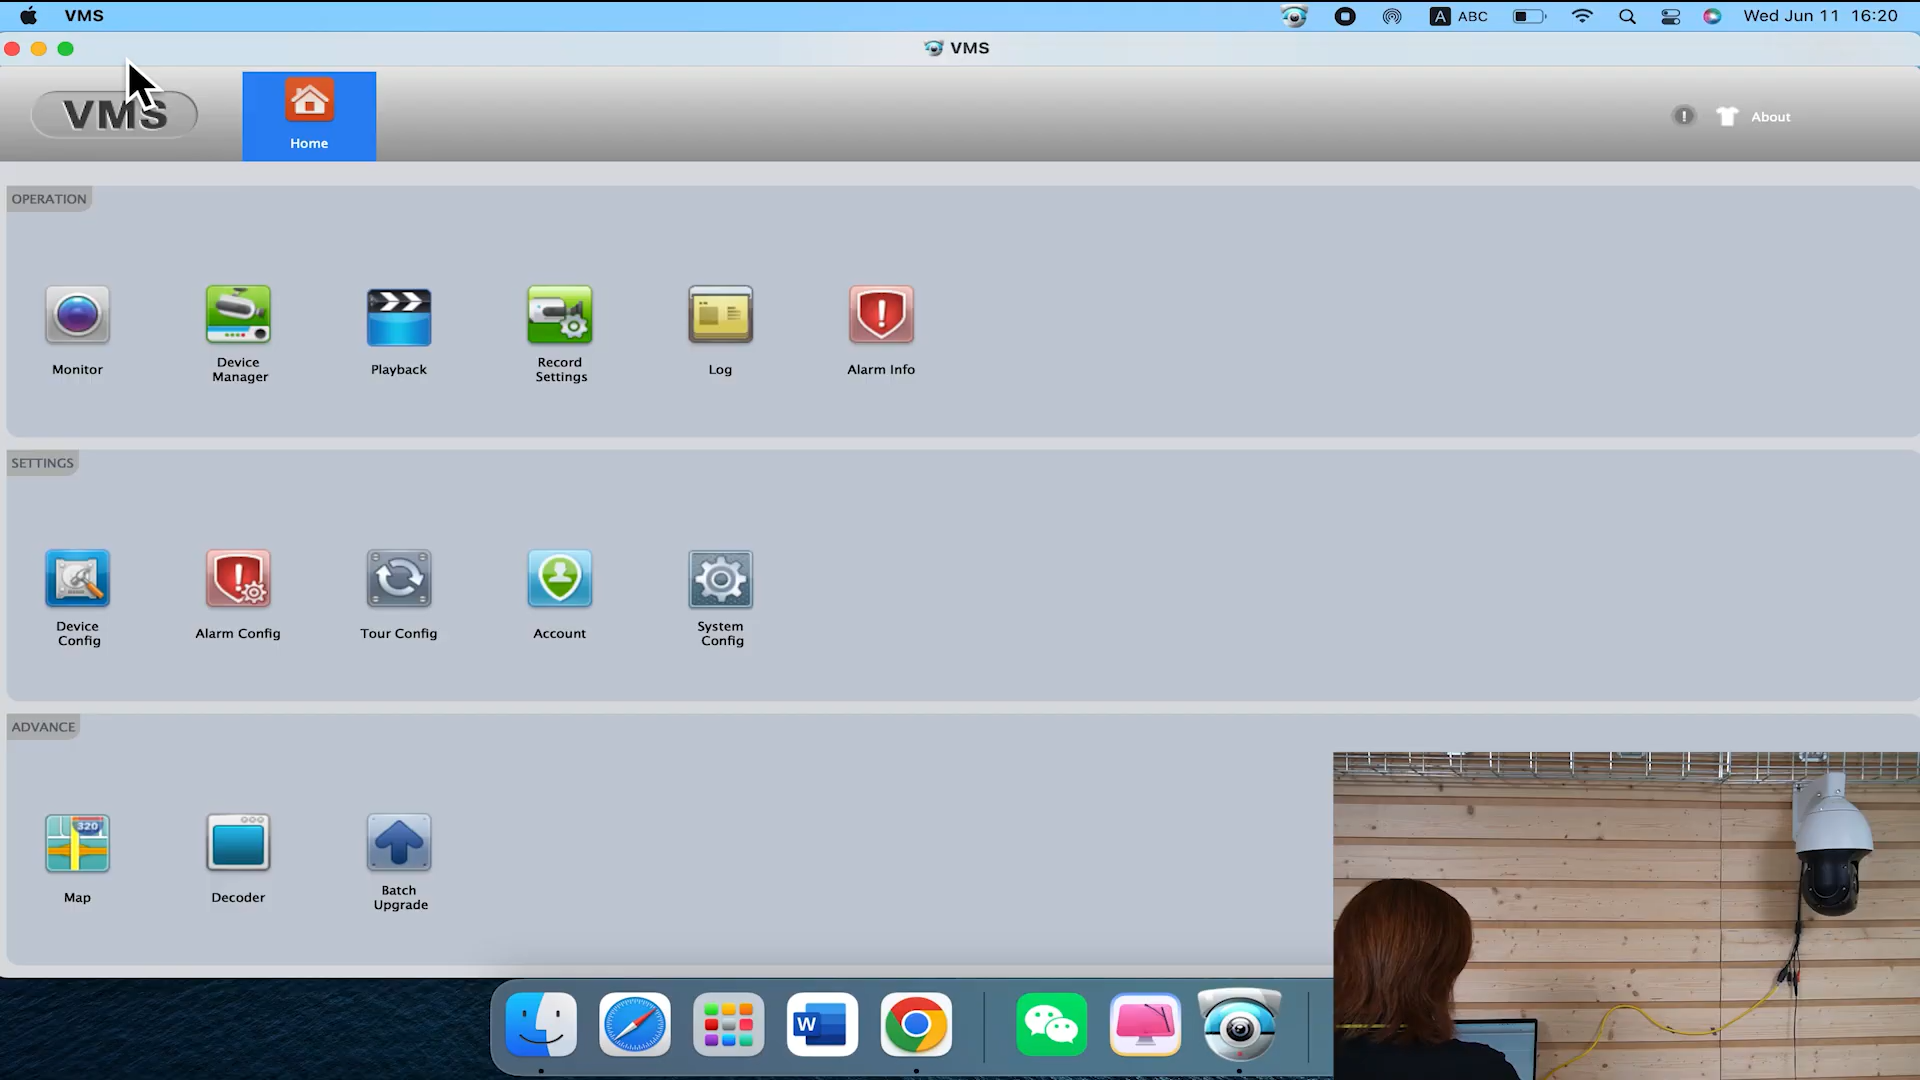 VMS
A ABC
Wed Jun 11 16:20
VMS
VMS
Home
! About
OPERATION
Monitor
Device
Manager
Playback
Record
Settings
Log
Alarm Info
SETTINGS
Device
Config
Alarm Config
Tour Config
Account
System
Config
ADVANCE
320
Map
Decoder
Batch
Upgrade
W